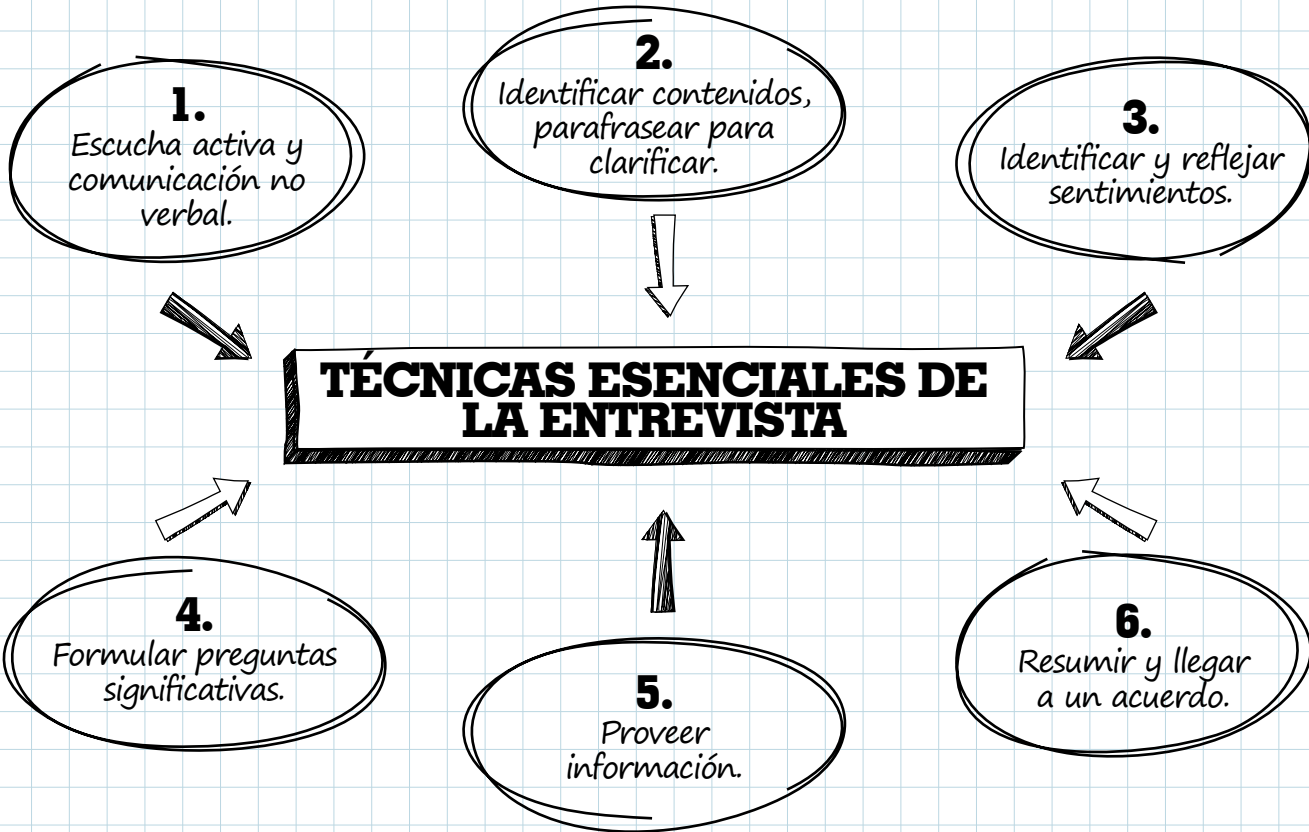 1.
Escucha activa y
comunicación no
verbal.
2.
Identificar contenidos,
parafrasear para
clarificar.
3.
Identificar y reflejar
sentimientos.
TÉCNICAS ESENCIALES DE
LA ENTREVISTA
4.
Formular preguntas
significativas.
5.
Proveer
información.
6.
Resumir y llegar
a un acuerdo.